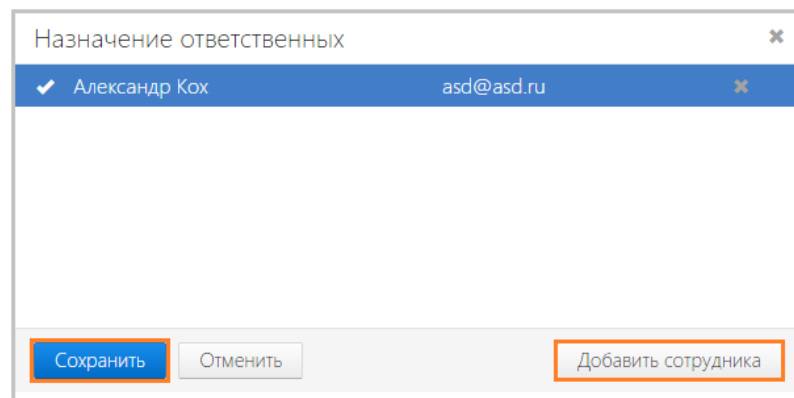 Назначение ответственных
Александр Кох asd@asd.ru
Сохранить Отменить Добавить сотрудника